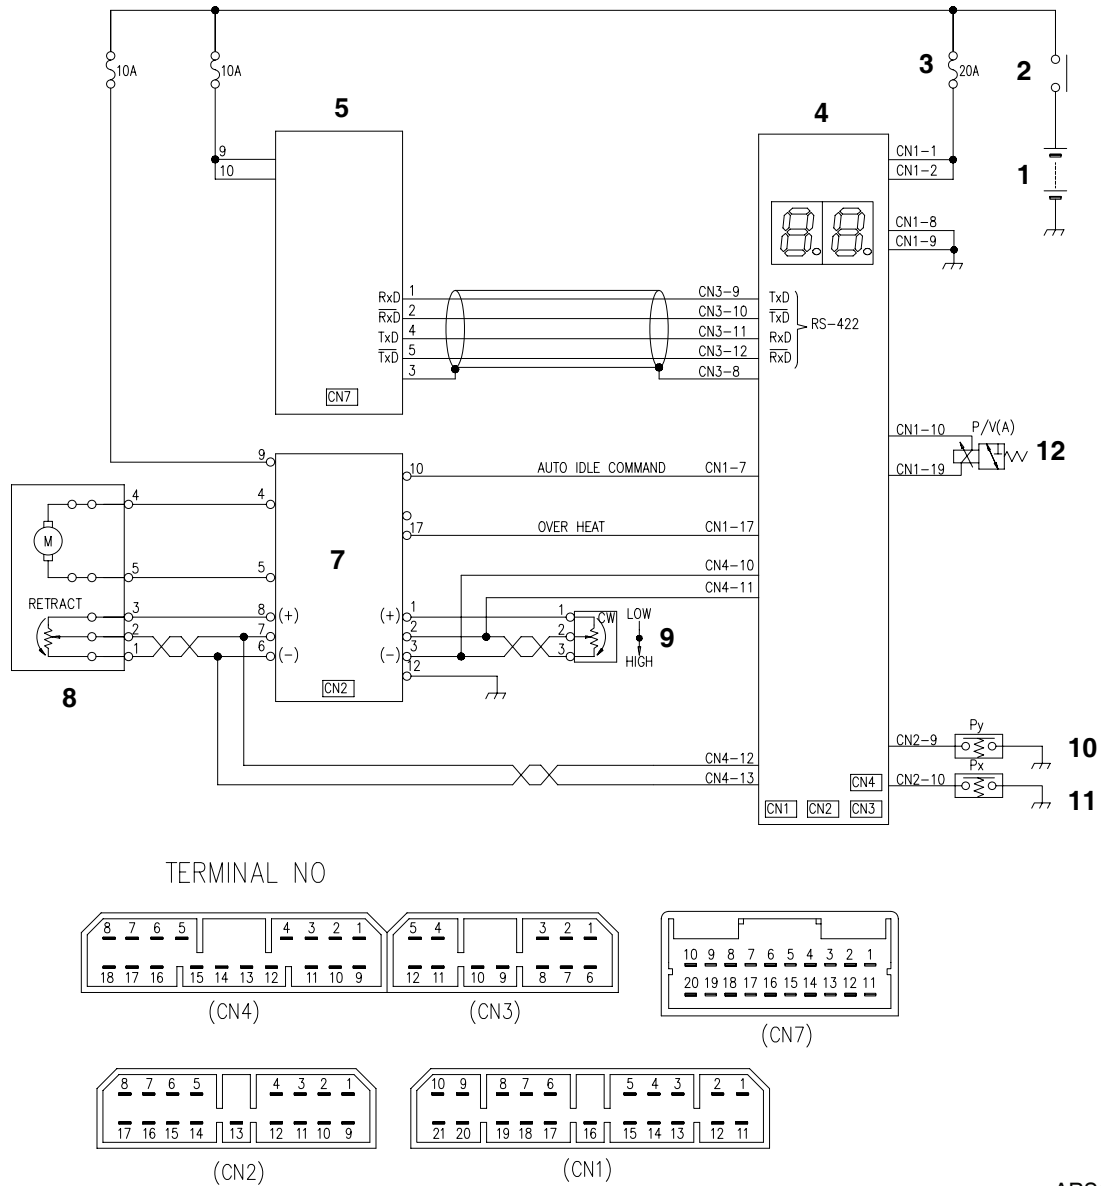 10A
10A
3
20A
2
5
4
9
10
CN1-1
CN1-2
1
CN1-8
CN1-9
88
RxD 1 CN3-9 TxD
R̅x̅D̅ 2 CN3-10 T̅x̅D̅
TxD 4 CN3-11 RxD
T̅x̅D̅ 5 CN3-12 R̅x̅D̅
3 CN3-8
RS-422
CN7
CN1-10
P/V(A)
CN1-19
12
9
10 AUTO IDLE COMMAND CN1-7
4 4
17 OVER HEAT CN1-17
M
7
5 5
CN4-10
CN4-11
RETRACT
3 8 (+)
2 7
1 6 (-)
(+) 1
2
(-) 3
12
1
2
3
CW
LOW
HIGH
9
CN2
8
CN4-12
CN4-13
CN2-9 Py 10
CN2-10 Px 11
CN4
CN1 CN2 CN3
TERMINAL NO
8 7 6 5 4 3 2 1
18 17 16 15 14 13 12 11 10 9
(CN4)
5 4 3 2 1
12 11 10 9 8 7 6
(CN3)
10 9 8 7 6 5 4 3 2 1
20 19 18 17 16 15 14 13 12 11
(CN7)
8 7 6 5 4 3 2 1
17 16 15 14 13 12 11 10 9
(CN2)
10 9 8 7 6 5 4 3 2 1
21 20 19 18 17 16 15 14 13 12 11
(CN1)